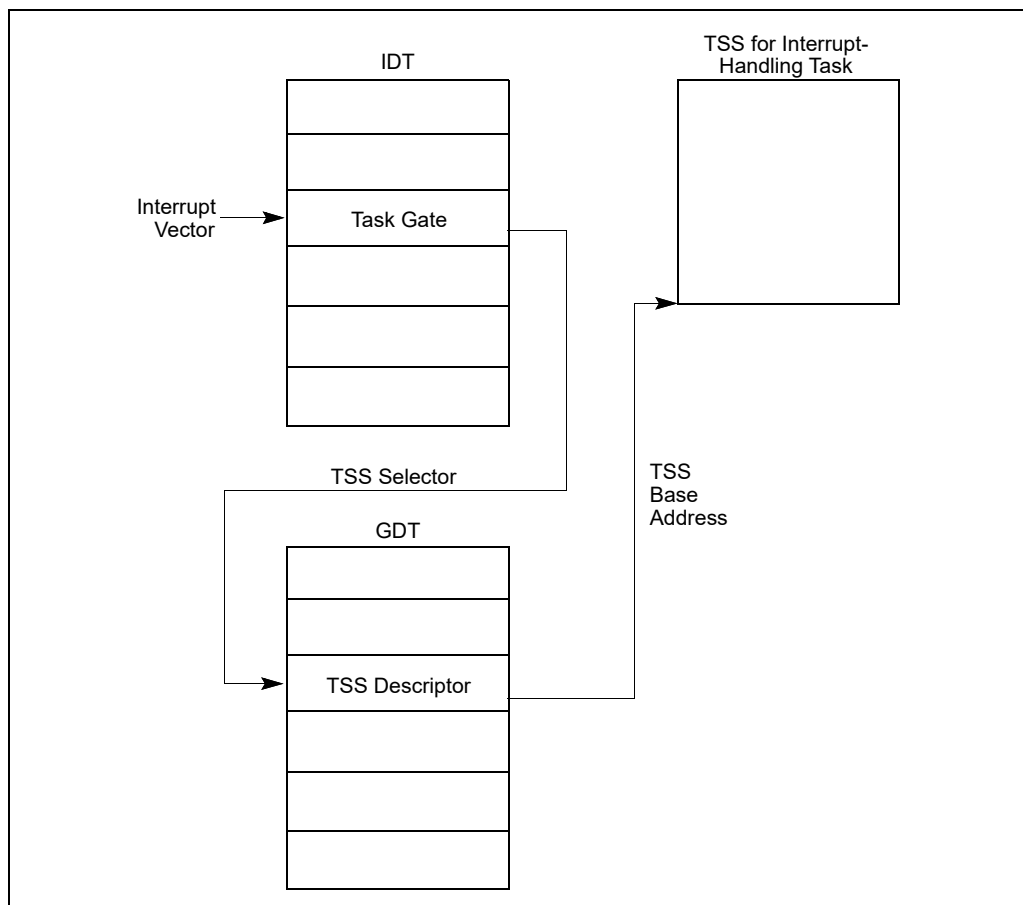 IDT
TSS for Interrupt-
Handling Task
Interrupt
Vector
Task Gate
TSS Selector
TSS
Base
Address
GDT
TSS Descriptor